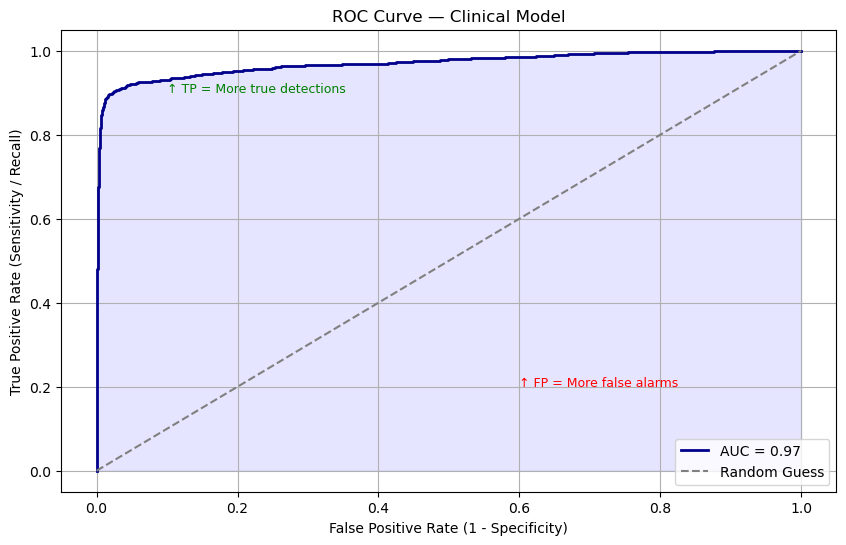 ROC Curve — Clinical Model
True Positive Rate (Sensitivity / Recall)
1.0
0.8
0.6
0.4
0.2
0.0
↑ TP = More true detections
↑ FP = More false alarms
AUC = 0.97
Random Guess
0.0 0.2 0.4 0.6 0.8 1.0
False Positive Rate (1 - Specificity)